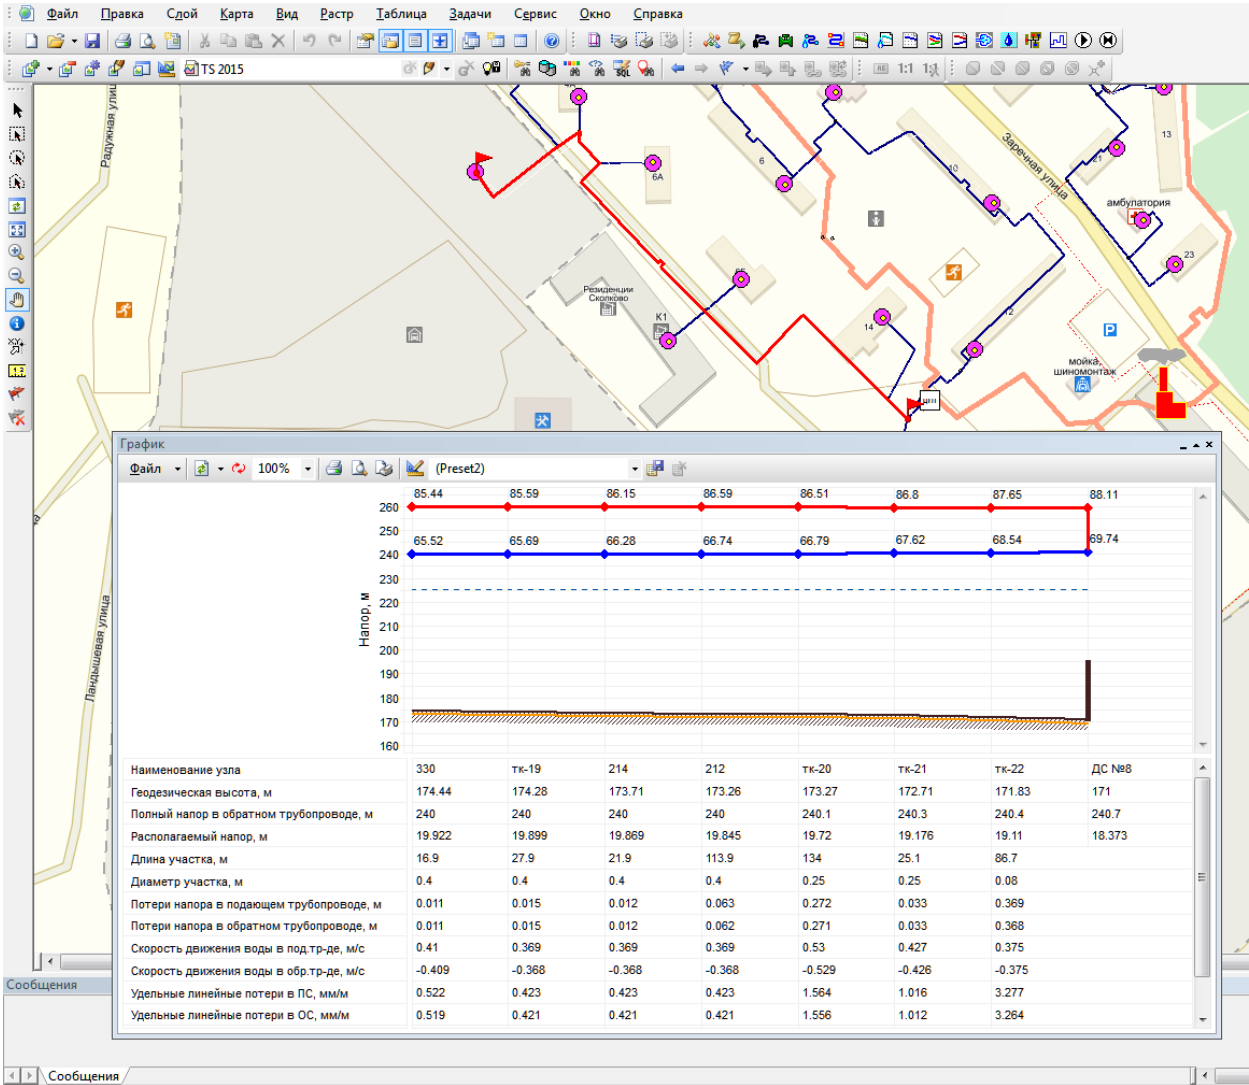 Файл Правка Слой Карта Вид Растр Таблица Задачи Сервис Окно Справка
TS 2015
SQL
1:1
Радужная улица
4А
6
6А
10
Заречная улица
13
21
амбулатория
23
Резиденции
Сколково
К1
14
12
P
мойка,
шиномонтаж
Ландышевая улица
График
Файл 100% (Preset2)
85.44 85.59 86.15 86.59 86.51 86.8 87.65 88.11
260
250
65.52 65.69 66.28 66.74 66.79 67.62 68.54 69.74
240
230
220
210
200
190
180
170
160
Напор, м
Наименование узла 330 тк-19 214 212 тк-20 тк-21 тк-22 ДС №8
Геодезическая высота, м 174.44 174.28 173.71 173.26 173.27 172.71 171.83 171
Полный напор в обратном трубопроводе, м 240 240 240 240 240.1 240.3 240.4 240.7
Располагаемый напор, м 19.922 19.899 19.869 19.845 19.72 19.176 19.11 18.373
Длина участка, м 16.9 27.9 21.9 113.9 134 25.1 86.7
Диаметр участка, м 0.4 0.4 0.4 0.4 0.25 0.25 0.08
Потери напора в подающем трубопроводе, м 0.011 0.015 0.012 0.063 0.272 0.033 0.369
Потери напора в обратном трубопроводе, м 0.011 0.015 0.012 0.062 0.271 0.033 0.368
Скорость движения воды в под.тр-де, м/с 0.41 0.369 0.369 0.369 0.53 0.427 0.375
Скорость движения воды в обр.тр-де, м/с -0.409 -0.368 -0.368 -0.368 -0.529 -0.426 -0.375
Удельные линейные потери в ПС, мм/м 0.522 0.423 0.423 0.423 1.564 1.016 3.277
Удельные линейные потери в ОС, мм/м 0.519 0.421 0.421 0.421 1.556 1.012 3.264
Сообщения
Сообщения